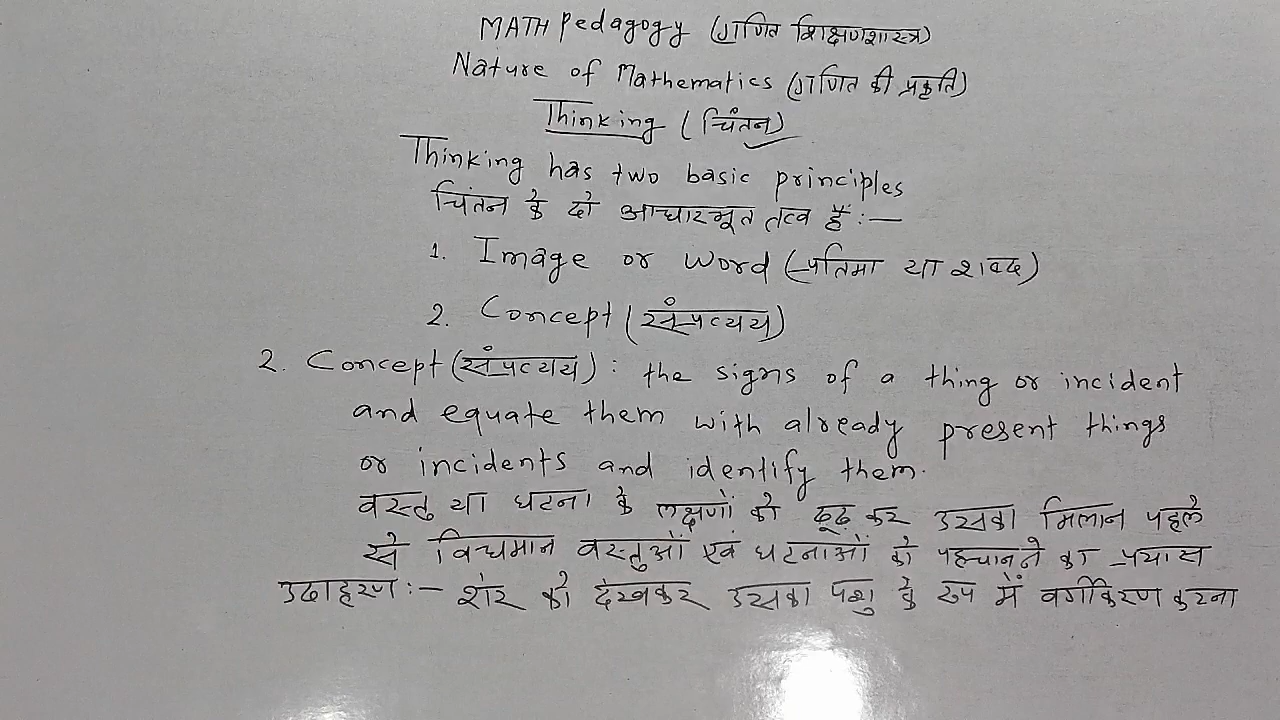 MATH Pedagogy (गणित शिक्षणशास्त्र)
Nature of Mathematics (गणित की प्रकृति)
Thinking (चिंतन)
Thinking has two basic principles
चिंतन के दो आधारभूत तत्व हैं :—
1. Image or word (प्रतिमा या शब्द)
2. Concept (संप्रत्यय)
2. Concept (संप्रत्यय) : the signs of a thing or incident
and equate them with already present things
or incidents and identify them.
वस्तु या घटना के लक्षणों को ढूढ़ कर उसका मिलान पहले
से विद्यमान वस्तुओं एवं घटनाओं को पहचानने का प्रयास
उदाहरण :— शेर को देखकर उसका पशु के रूप में वर्गीकरण करना